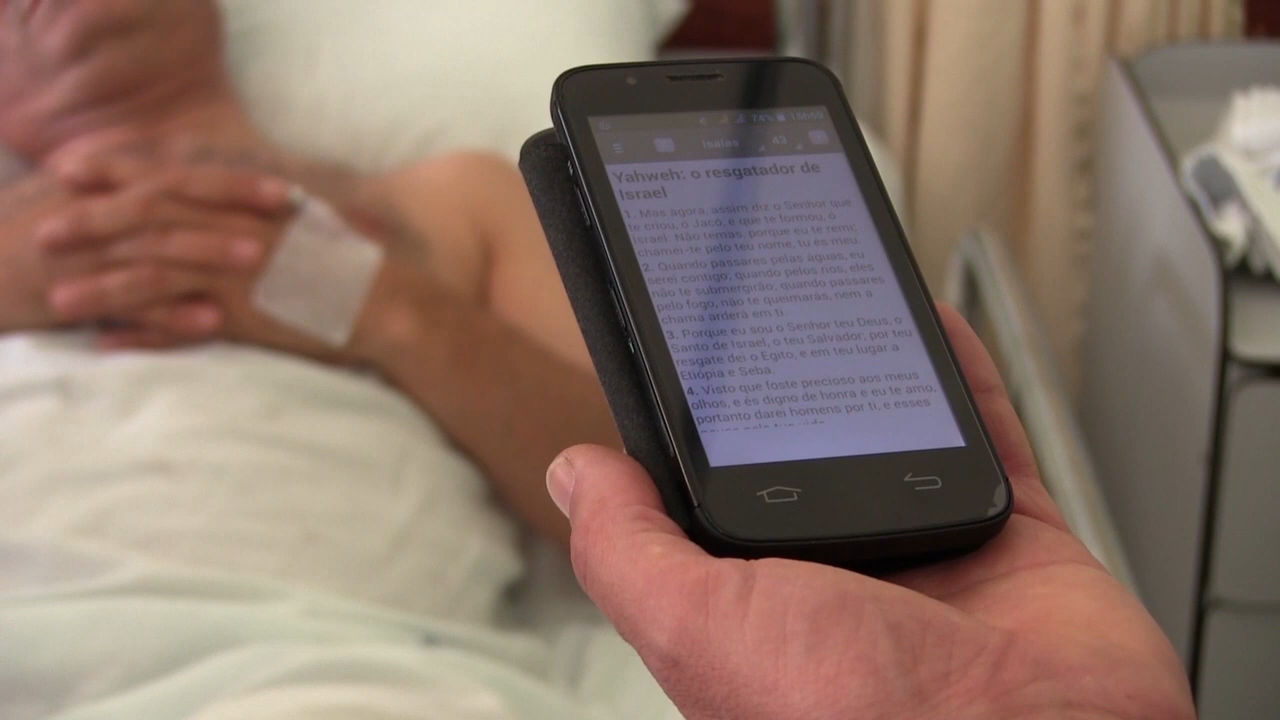 74% 15h50
Isaías 43
Yahweh: o resgatador de
Israel
1. Mas agora, assim diz o Senhor que
te criou, ó Jacó, e que te formou, ó
Israel. Não temas, porque eu te remi;
chamei-te pelo teu nome, tu és meu.
2. Quando passares pelas águas, eu
serei contigo, quando pelos rios, eles
não te submergirão, quando passares
pelo fogo, não te queimarás, nem a
chama arderá em ti.
3. Porque eu sou o Senhor teu Deus, o
Santo de Israel, o teu Salvador; por teu
resgate dei o Egito, e em teu lugar a
Etiópia e Seba.
4. Visto que foste precioso aos meus
olhos, e és digno de honra e eu te amo,
portanto darei homens por ti, e esses